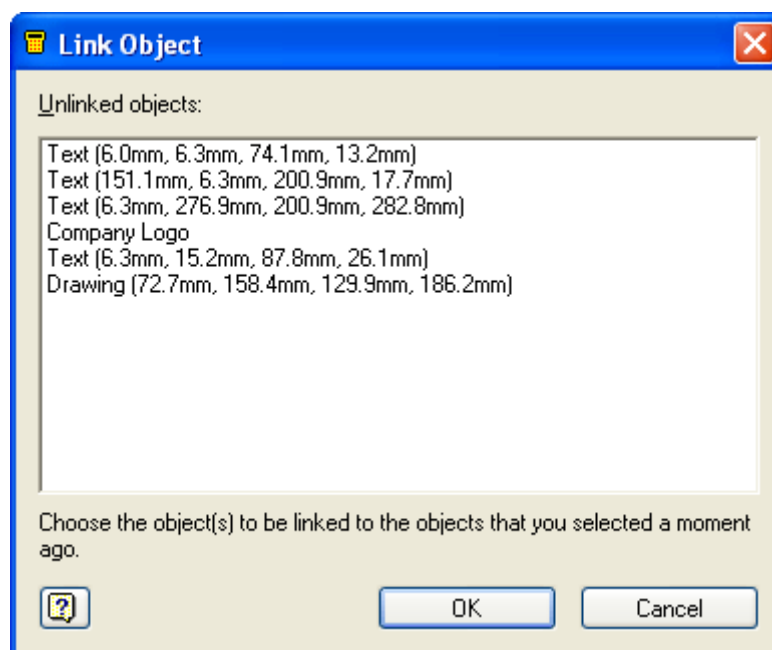 Link Object
Unlinked objects:
Text (6.0mm, 6.3mm, 74.1mm, 13.2mm)
Text (151.1mm, 6.3mm, 200.9mm, 17.7mm)
Text (6.3mm, 276.9mm, 200.9mm, 282.8mm)
Company Logo
Text (6.3mm, 15.2mm, 87.8mm, 26.1mm)
Drawing (72.7mm, 158.4mm, 129.9mm, 186.2mm)
Choose the object(s) to be linked to the objects that you selected a moment
ago.
OK Cancel